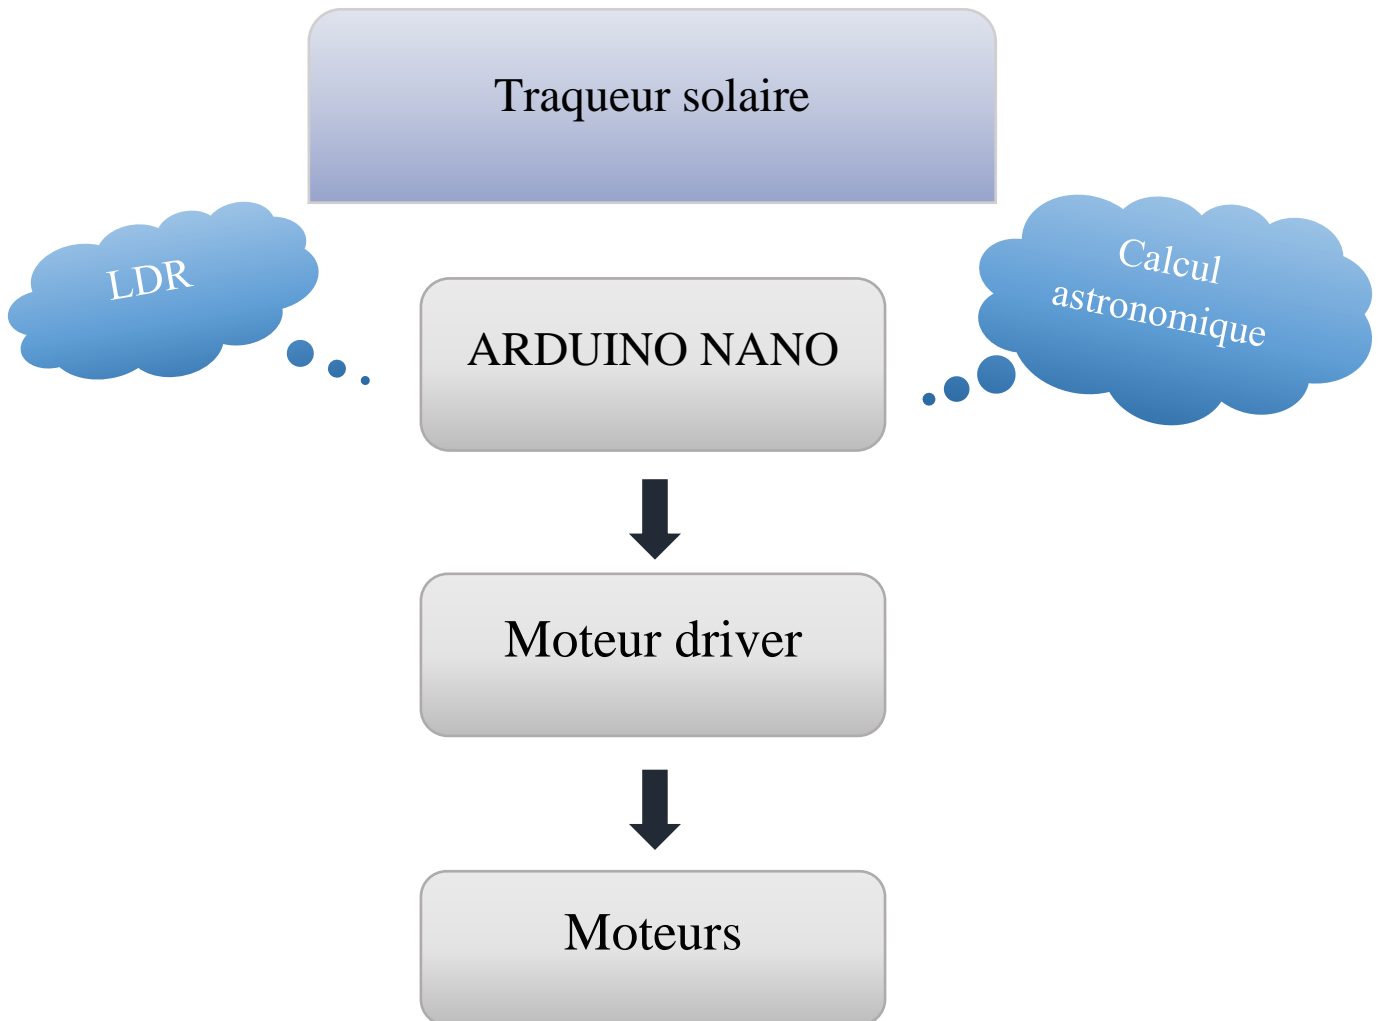 Traqueur solaire
LDR
Calcul
astronomique
ARDUINO NANO
Moteur driver
Moteurs